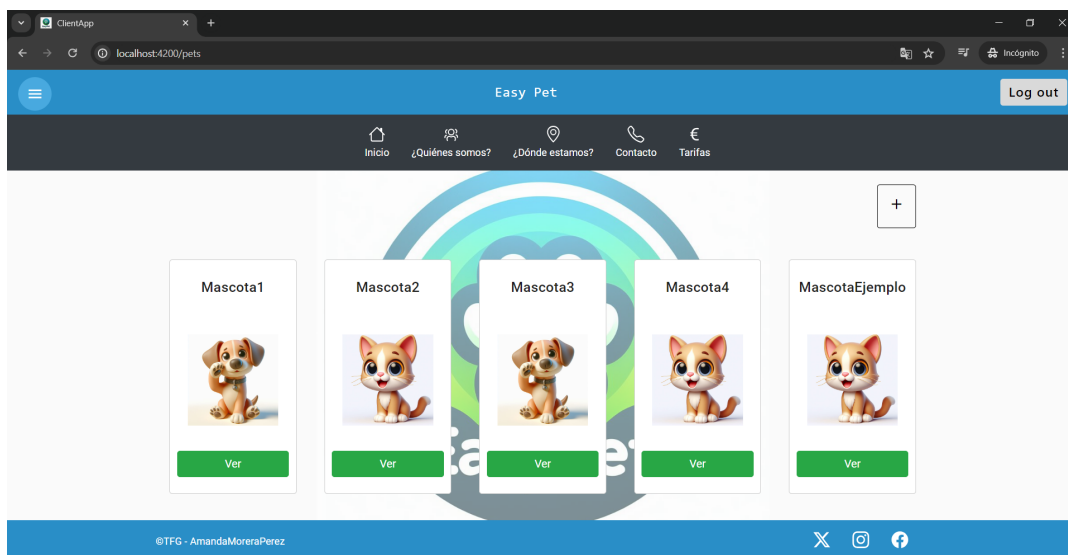 ClientApp
localhost:4200/pets
Incógnito
Easy Pet
Log out
Inicio ¿Quiénes somos? ¿Dónde estamos? Contacto Tarifas
+
Mascota1 Mascota2 Mascota3 Mascota4 MascotaEjemplo
Ver Ver Ver Ver Ver
©TFG - AmandaMoreraPerez